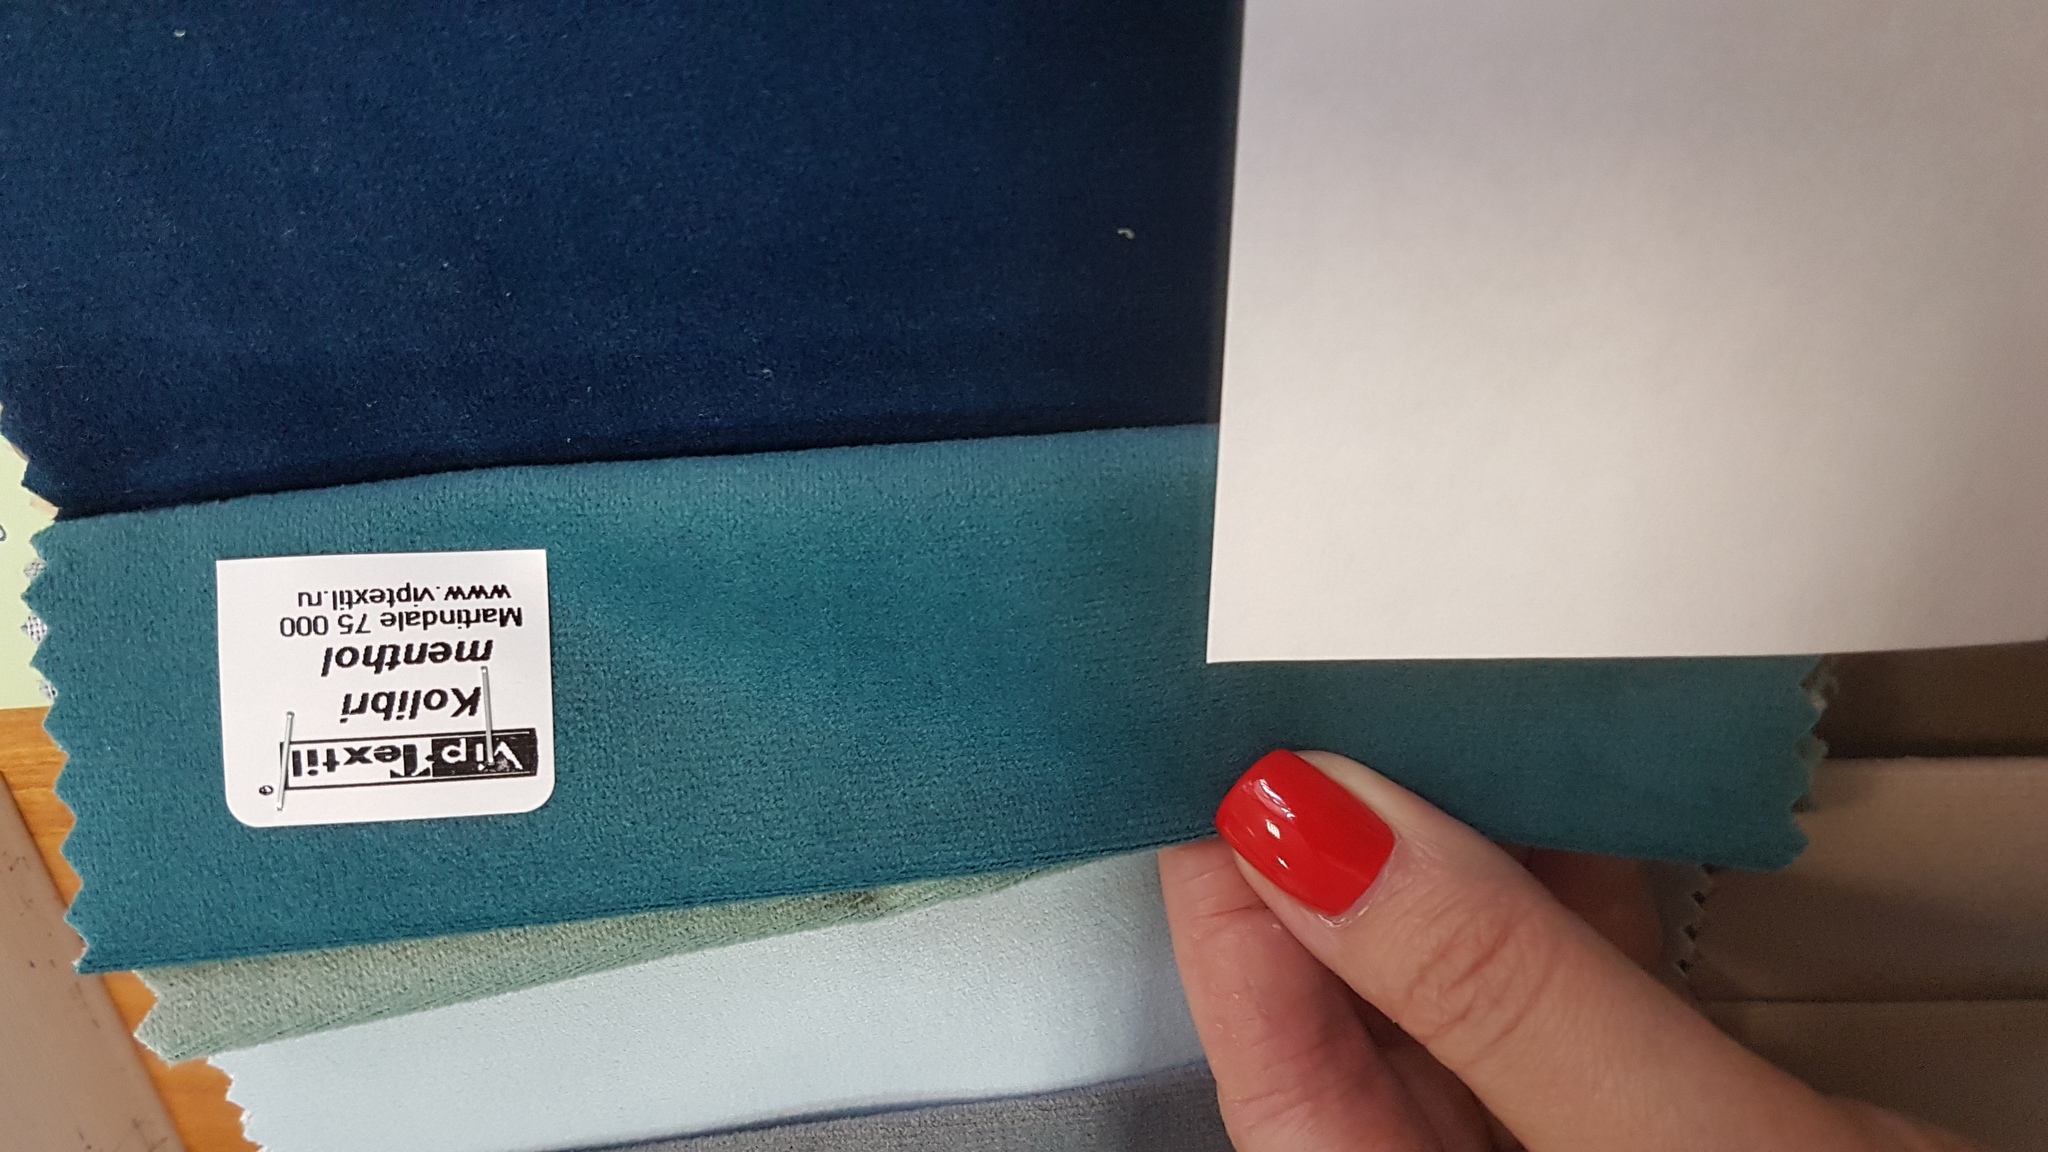 VipTextil
Kolibri
menthol
Martindale 75 000
www.viptextil.ru